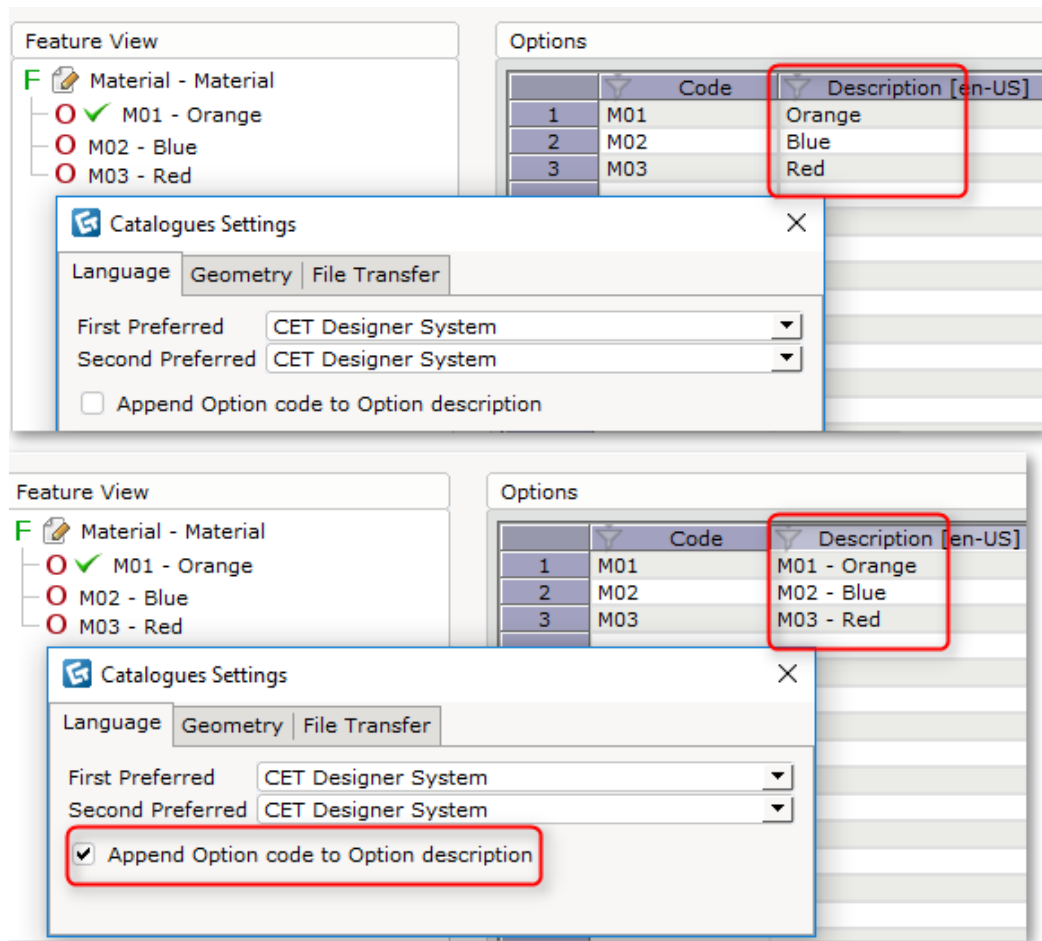 Feature View
Options
F Material - Material
O M01 - Orange
O M02 - Blue
O M03 - Red
Code Description [en-US]
1 M01 Orange
2 M02 Blue
3 M03 Red
Catalogues Settings
Language Geometry File Transfer
First Preferred CET Designer System
Second Preferred CET Designer System
Append Option code to Option description
Feature View
Options
F Material - Material
O M01 - Orange
O M02 - Blue
O M03 - Red
Code Description [en-US]
1 M01 M01 - Orange
2 M02 M02 - Blue
3 M03 M03 - Red
Catalogues Settings
Language Geometry File Transfer
First Preferred CET Designer System
Second Preferred CET Designer System
Append Option code to Option description